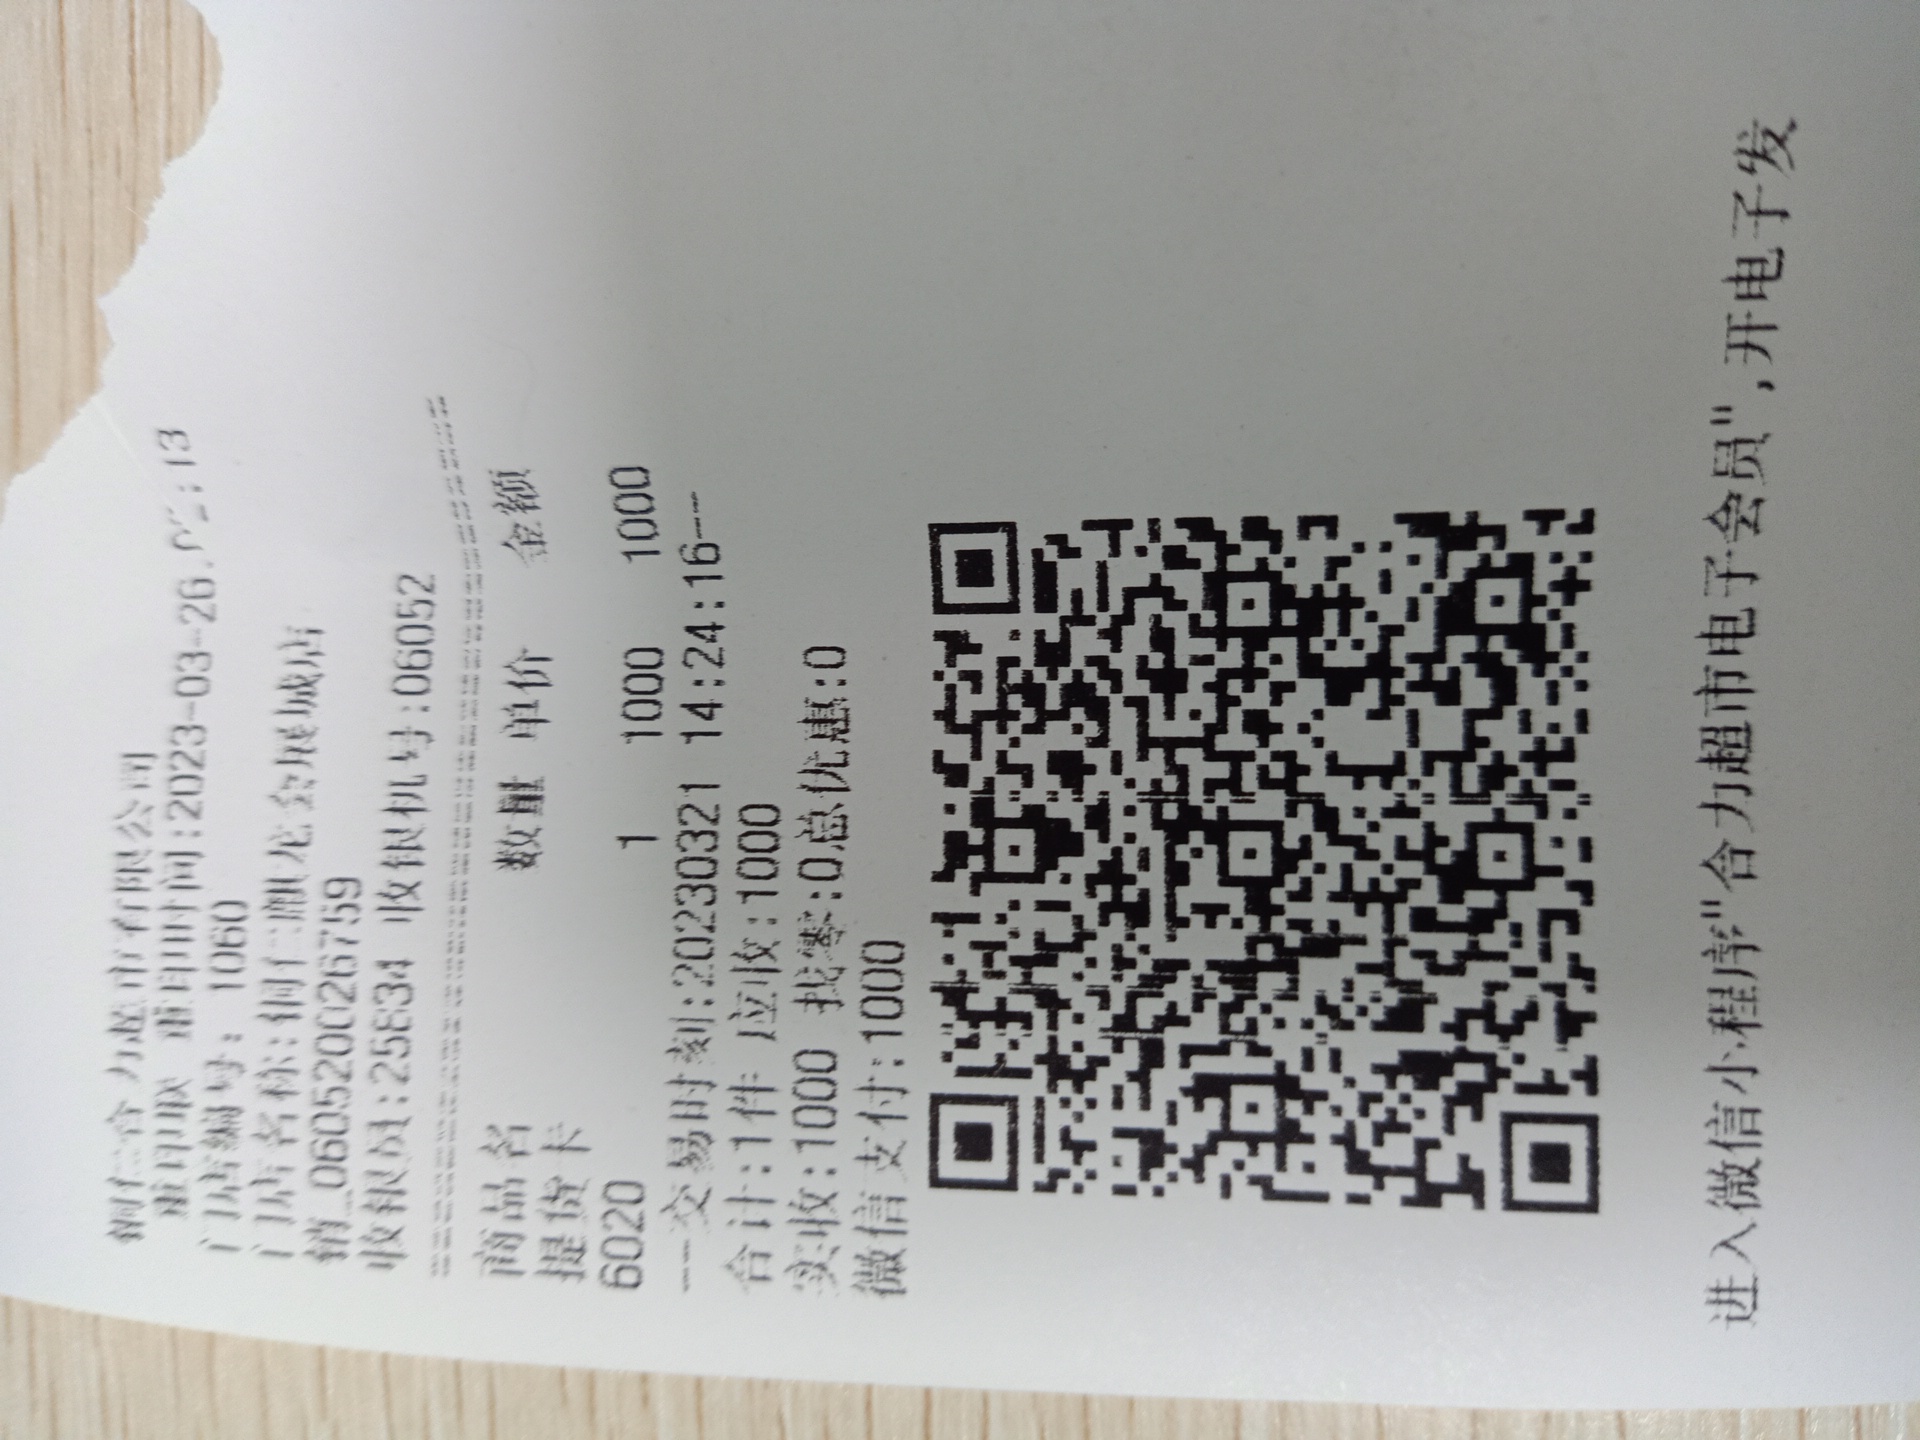 铜仁合力超市有限公司
重印联 重印时间:2023-03-26
门店编号: 1060
门店名称:铜仁麒龙会展城店
销_060520026759
收银员:25834 收银机号:06052
商品名 数量 单价 金额
提货卡
6020 1 1000 1000
--交易时刻:20230321 14:24:16--
合计:1件 应收:1000
实收:1000 找零:0总优惠:0
微信支付:1000
进入微信小程序"合力超市电子会员",开电子发